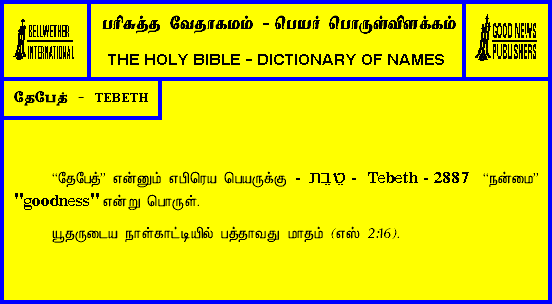 BELLWETHER
INTERNATIONAL
பரிசுத்த வேதாகமம் - பெயர் பொருள்விளக்கம்
THE HOLY BIBLE - DICTIONARY OF NAMES
GOOD NEWS
PUBLISHERS
தேபேத் - TEBETH
“தேபேத்” என்னும் எபிரெய பெயருக்கு - טֵבֵת - Tebeth - 2887 “நன்மை”
"goodness" என்று பொருள்.
யூதருடைய நாள்காட்டியில் பத்தாவது மாதம் (எஸ் 2:16).